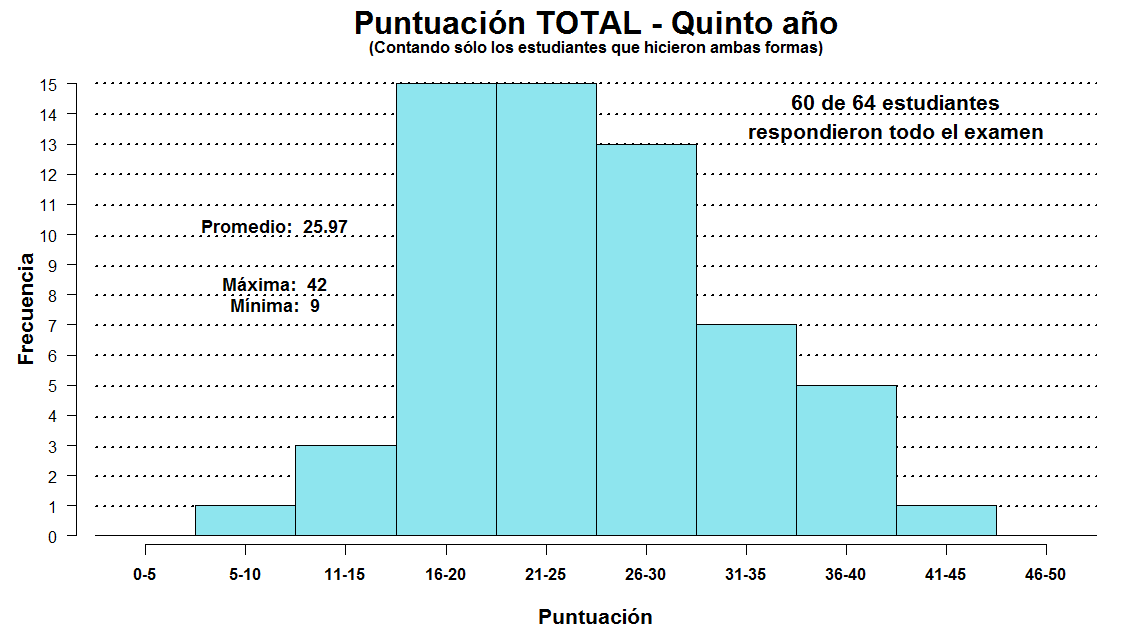 Puntuación TOTAL - Quinto año
(Contando sólo los estudiantes que hicieron ambas formas)
60 de 64 estudiantes
respondieron todo el examen
Promedio:  25.97
Máxima:  42
Mínima:  9
Frecuencia
15
14
13
12
11
10
9
8
7
6
5
4
3
2
1
0
0-5 5-10 11-15 16-20 21-25 26-30 31-35 36-40 41-45 46-50
Puntuación